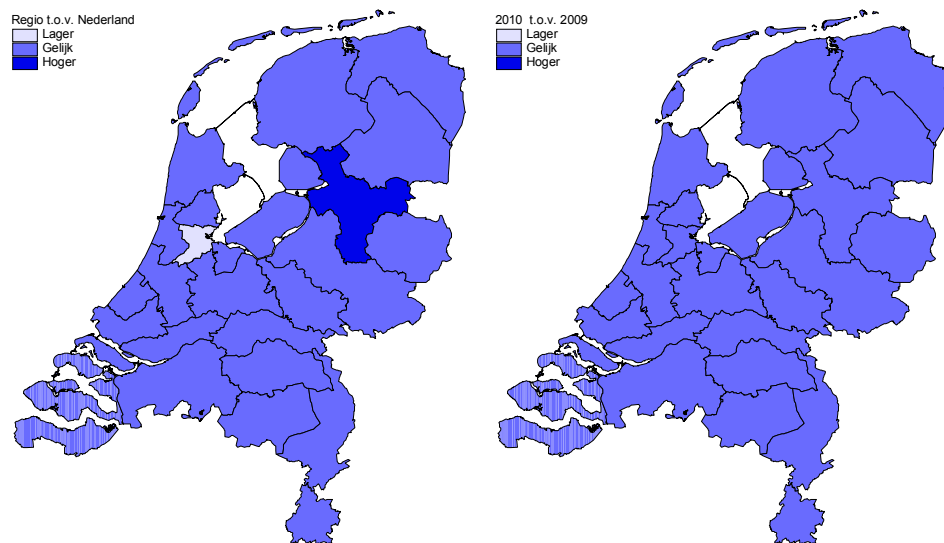 Regio t.o.v. Nederland
Lager
Gelijk
Hoger
2010 t.o.v. 2009
Lager
Gelijk
Hoger